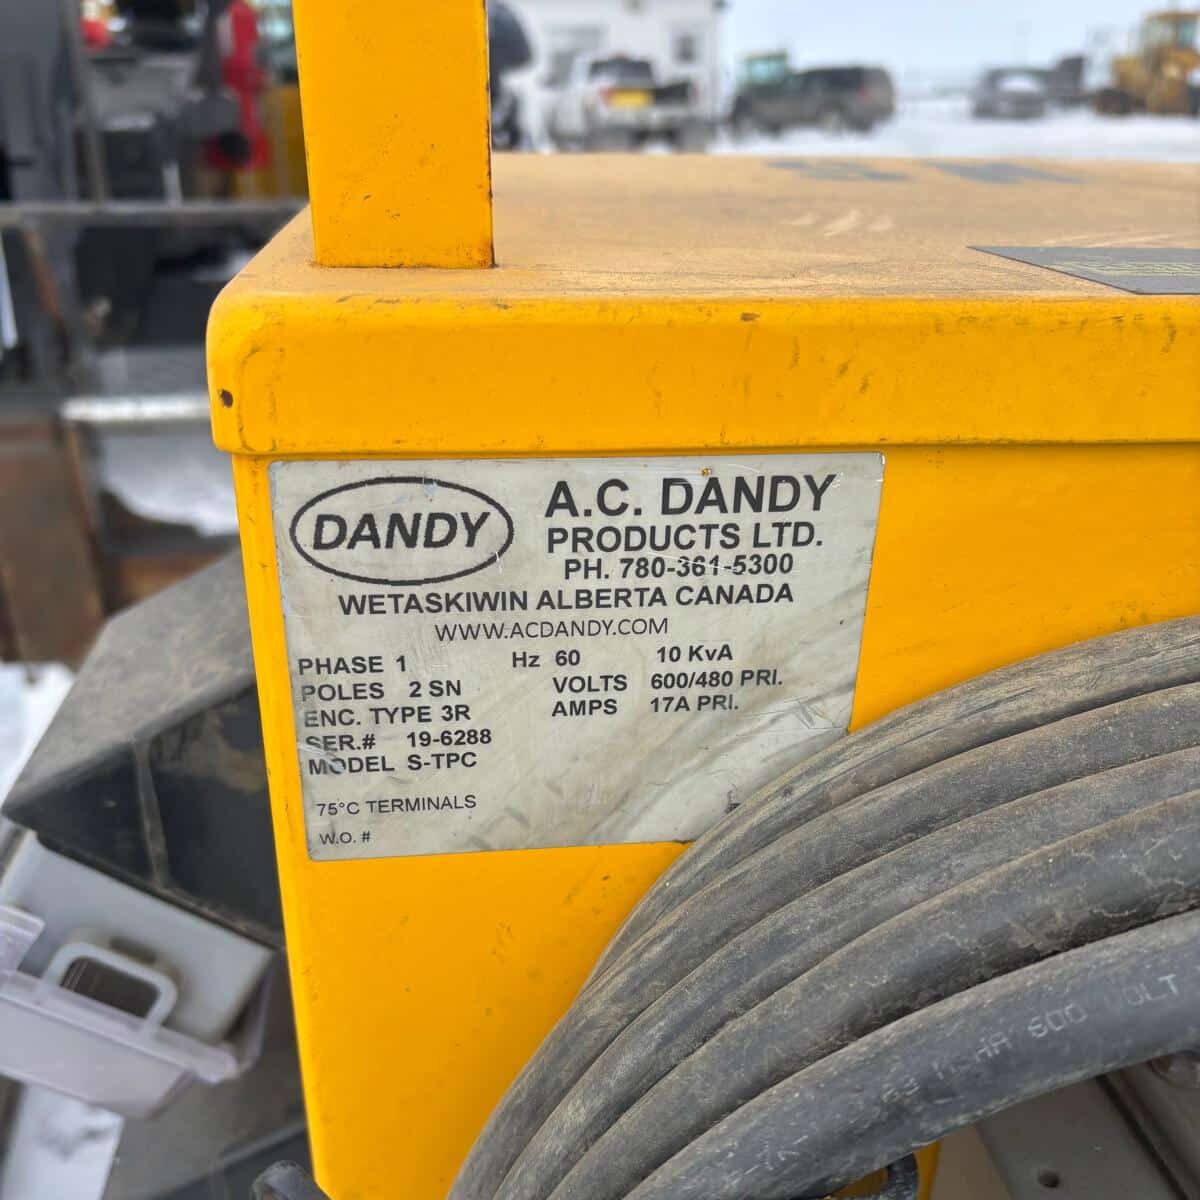 DANDY
A.C. DANDY
PRODUCTS LTD.
PH. 780-361-5300
WETASKIWIN ALBERTA CANADA
WWW.ACDANDY.COM
PHASE 1 Hz 60 10 KvA
POLES 2 SN VOLTS 600/480 PRI.
ENC. TYPE 3R AMPS 17A PRI.
SER.# 19-6288
MODEL S-TPC
75°C TERMINALS
W.O. #
600 VOLT